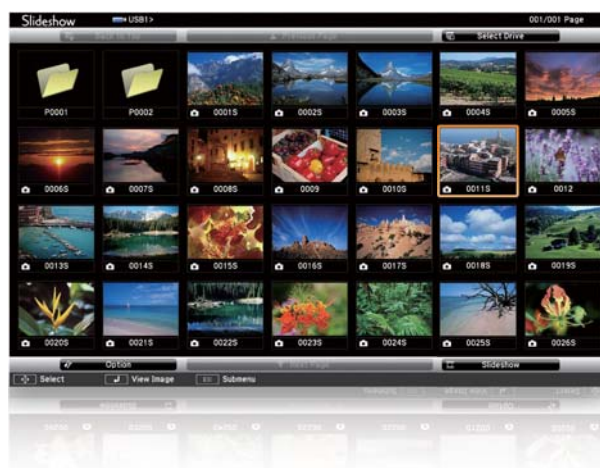 Slideshow USB1> 001/001 Page
Back to Top Previous Page Select Drive
P0001 P0002 0001S 0002S 0003S 0004S 0005S
0006S 0007S 0008S 0009 0010S 0011S 0012
0013S 0014S 0015S 0016S 0017S 0018S 0019S
0020S 0021S 0022S 0023S 0024S 0025S 0026S
Option Next Page Slideshow
Select View Image Submenu